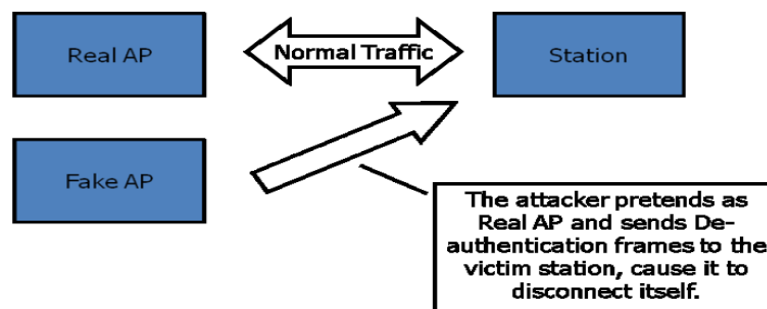 Real AP
Normal Traffic
Station
Fake AP
The attacker pretends as
Real AP and sends De-
authentication frames to the
victim station, cause it to
disconnect itself.